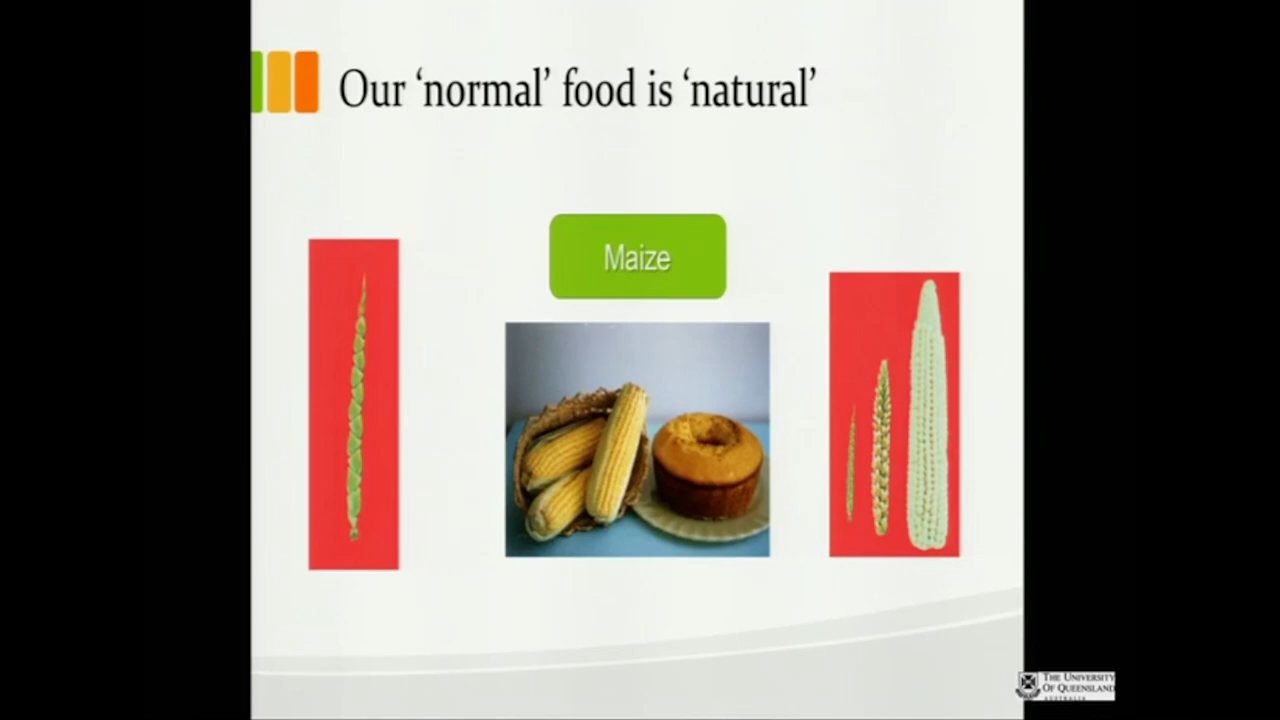 Our ‘normal’ food is ‘natural’
Maize
THE UNIVERSITY
OF QUEENSLAND
AUSTRALIA